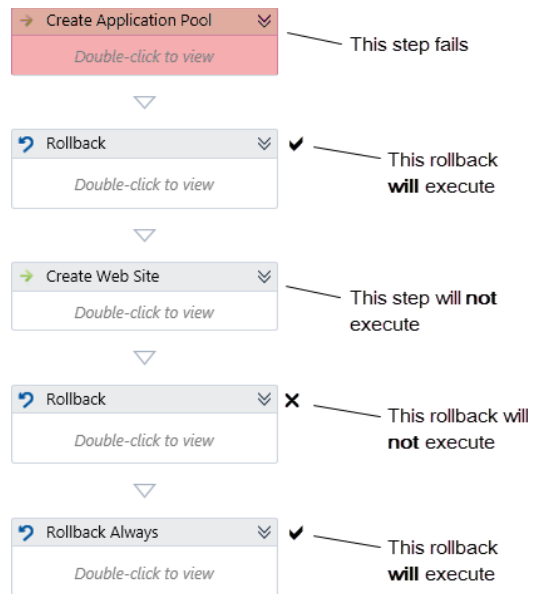 Create Application Pool
Double-click to view
This step fails
Rollback
Double-click to view
This rollback
will execute
Create Web Site
Double-click to view
This step will not
execute
Rollback
Double-click to view
This rollback will
not execute
Rollback Always
Double-click to view
This rollback
will execute